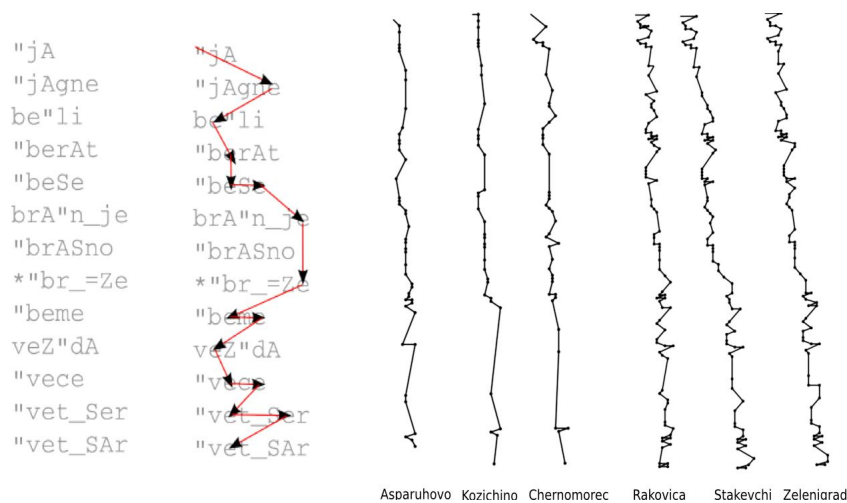 "jA
"jAgne
be"li
"berAt
"beSe
brA"n_je
"brASno
*"br_=Ze
"beme
veZ"dA
"vece
"vet_Ser
"vet_SAr
"jA
"jAgne
be"li
"berAt
"beSe
brA"n_je
"brASno
*"br_=Ze
"beme
veZ"dA
"vece
"vet_Ser
"vet_SAr
Asparuhovo Kozichino Chernomorec Rakovica Stakevchi Zelenigrad